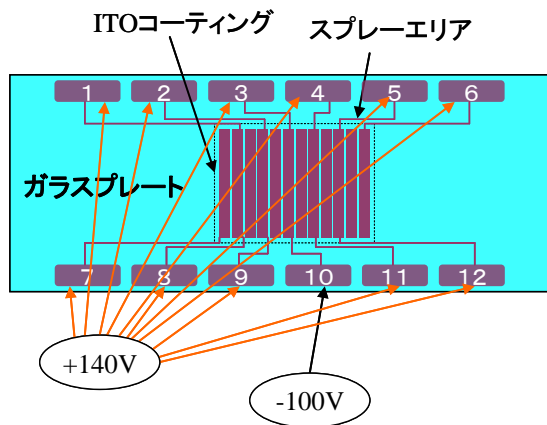 ITOコーティング
スプレーエリア
1 2 3 4 5 6
ガラスプレート
7 8 9 10 11 12
+140V
-100V